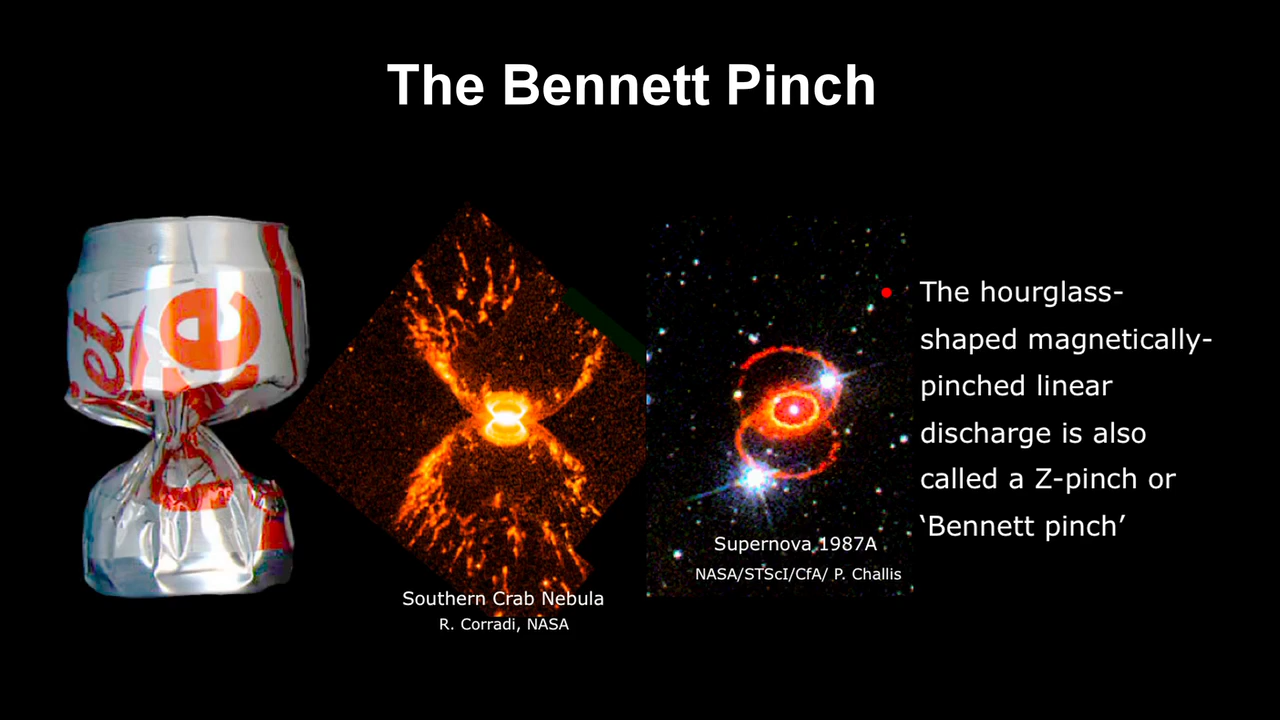 The Bennett Pinch
et
e
Southern Crab Nebula
R. Corradi, NASA
Supernova 1987A
NASA/STScI/CfA/ P. Challis
• The hourglass-
shaped magnetically-
pinched linear
discharge is also
called a Z-pinch or
‘Bennett pinch’